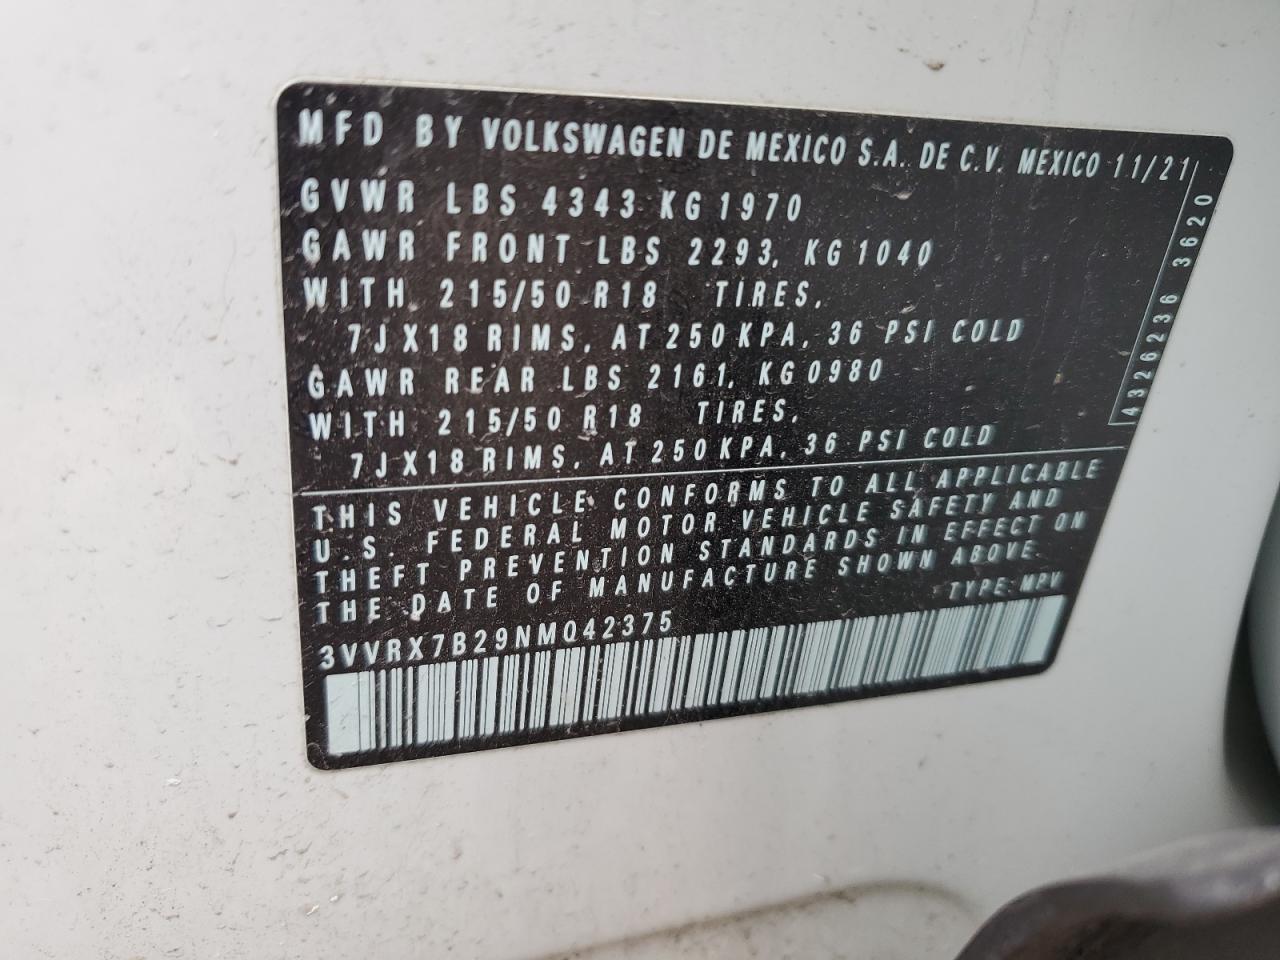 MFD BY VOLKSWAGEN DE MEXICO S.A. DE C.V. MEXICO 11/21
GVWR LBS 4343 KG 1970
GAWR FRONT LBS 2293, KG 1040
WITH 215/50 R18 TIRES,
7JX18 RIMS, AT 250 KPA, 36 PSI COLD
GAWR REAR LBS 2161, KG 0980
WITH 215/50 R18 TIRES,
7JX18 RIMS, AT 250 KPA, 36 PSI COLD
4326236 3620
THIS VEHICLE CONFORMS TO ALL APPLICABLE
U.S. FEDERAL MOTOR VEHICLE SAFETY AND
THEFT PREVENTION STANDARDS IN EFFECT ON
THE DATE OF MANUFACTURE SHOWN ABOVE.
TYPE: MPV
3VVRX7B29NM042375